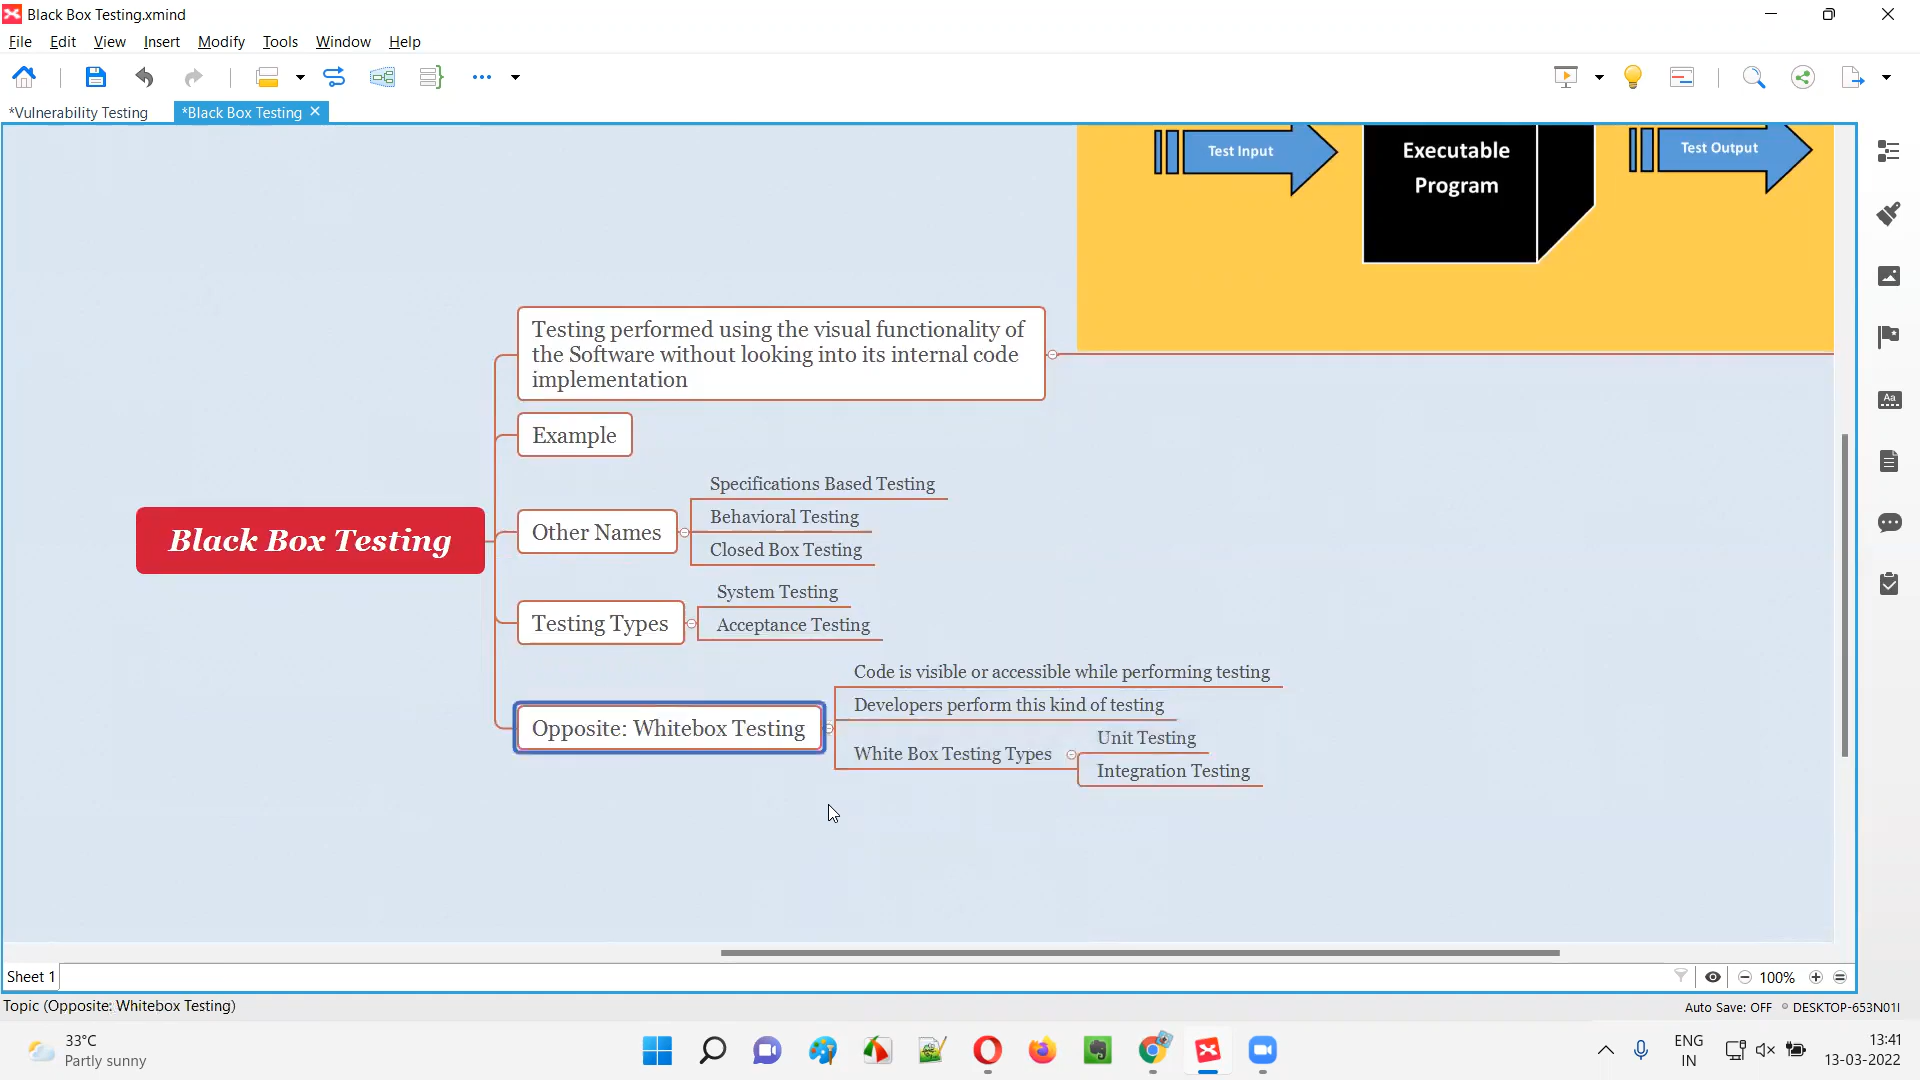 Black Box Testing.xmind
File Edit View Insert Modify Tools Window Help
*Vulnerability Testing
*Black Box Testing
Test Input
Executable
Program
Test Output
Testing performed using the visual functionality of
the Software without looking into its internal code
implementation
Example
Specifications Based Testing
Behavioral Testing
Closed Box Testing
Other Names
Black Box Testing
System Testing
Acceptance Testing
Testing Types
Code is visible or accessible while performing testing
Developers perform this kind of testing
Opposite: Whitebox Testing
White Box Testing Types
Unit Testing
Integration Testing
Aa
Sheet 1
100%
Topic (Opposite: Whitebox Testing)
Auto Save: OFF
DESKTOP-653N01I
33°C
Partly sunny
ENG
IN
13:41
13-03-2022